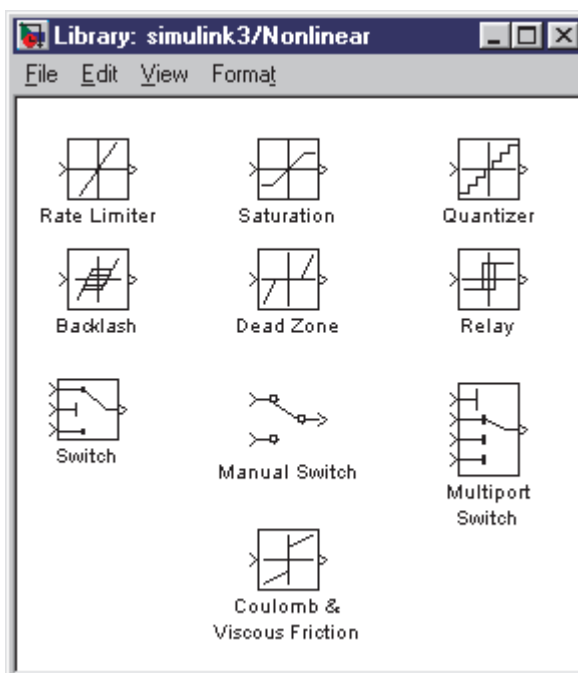 Library: simulink3/Nonlinear
File Edit View Format
Rate Limiter
Saturation
Quantizer
Backlash
Dead Zone
Relay
Switch
Manual Switch
Multiport
Switch
Coulomb &
Viscous Friction